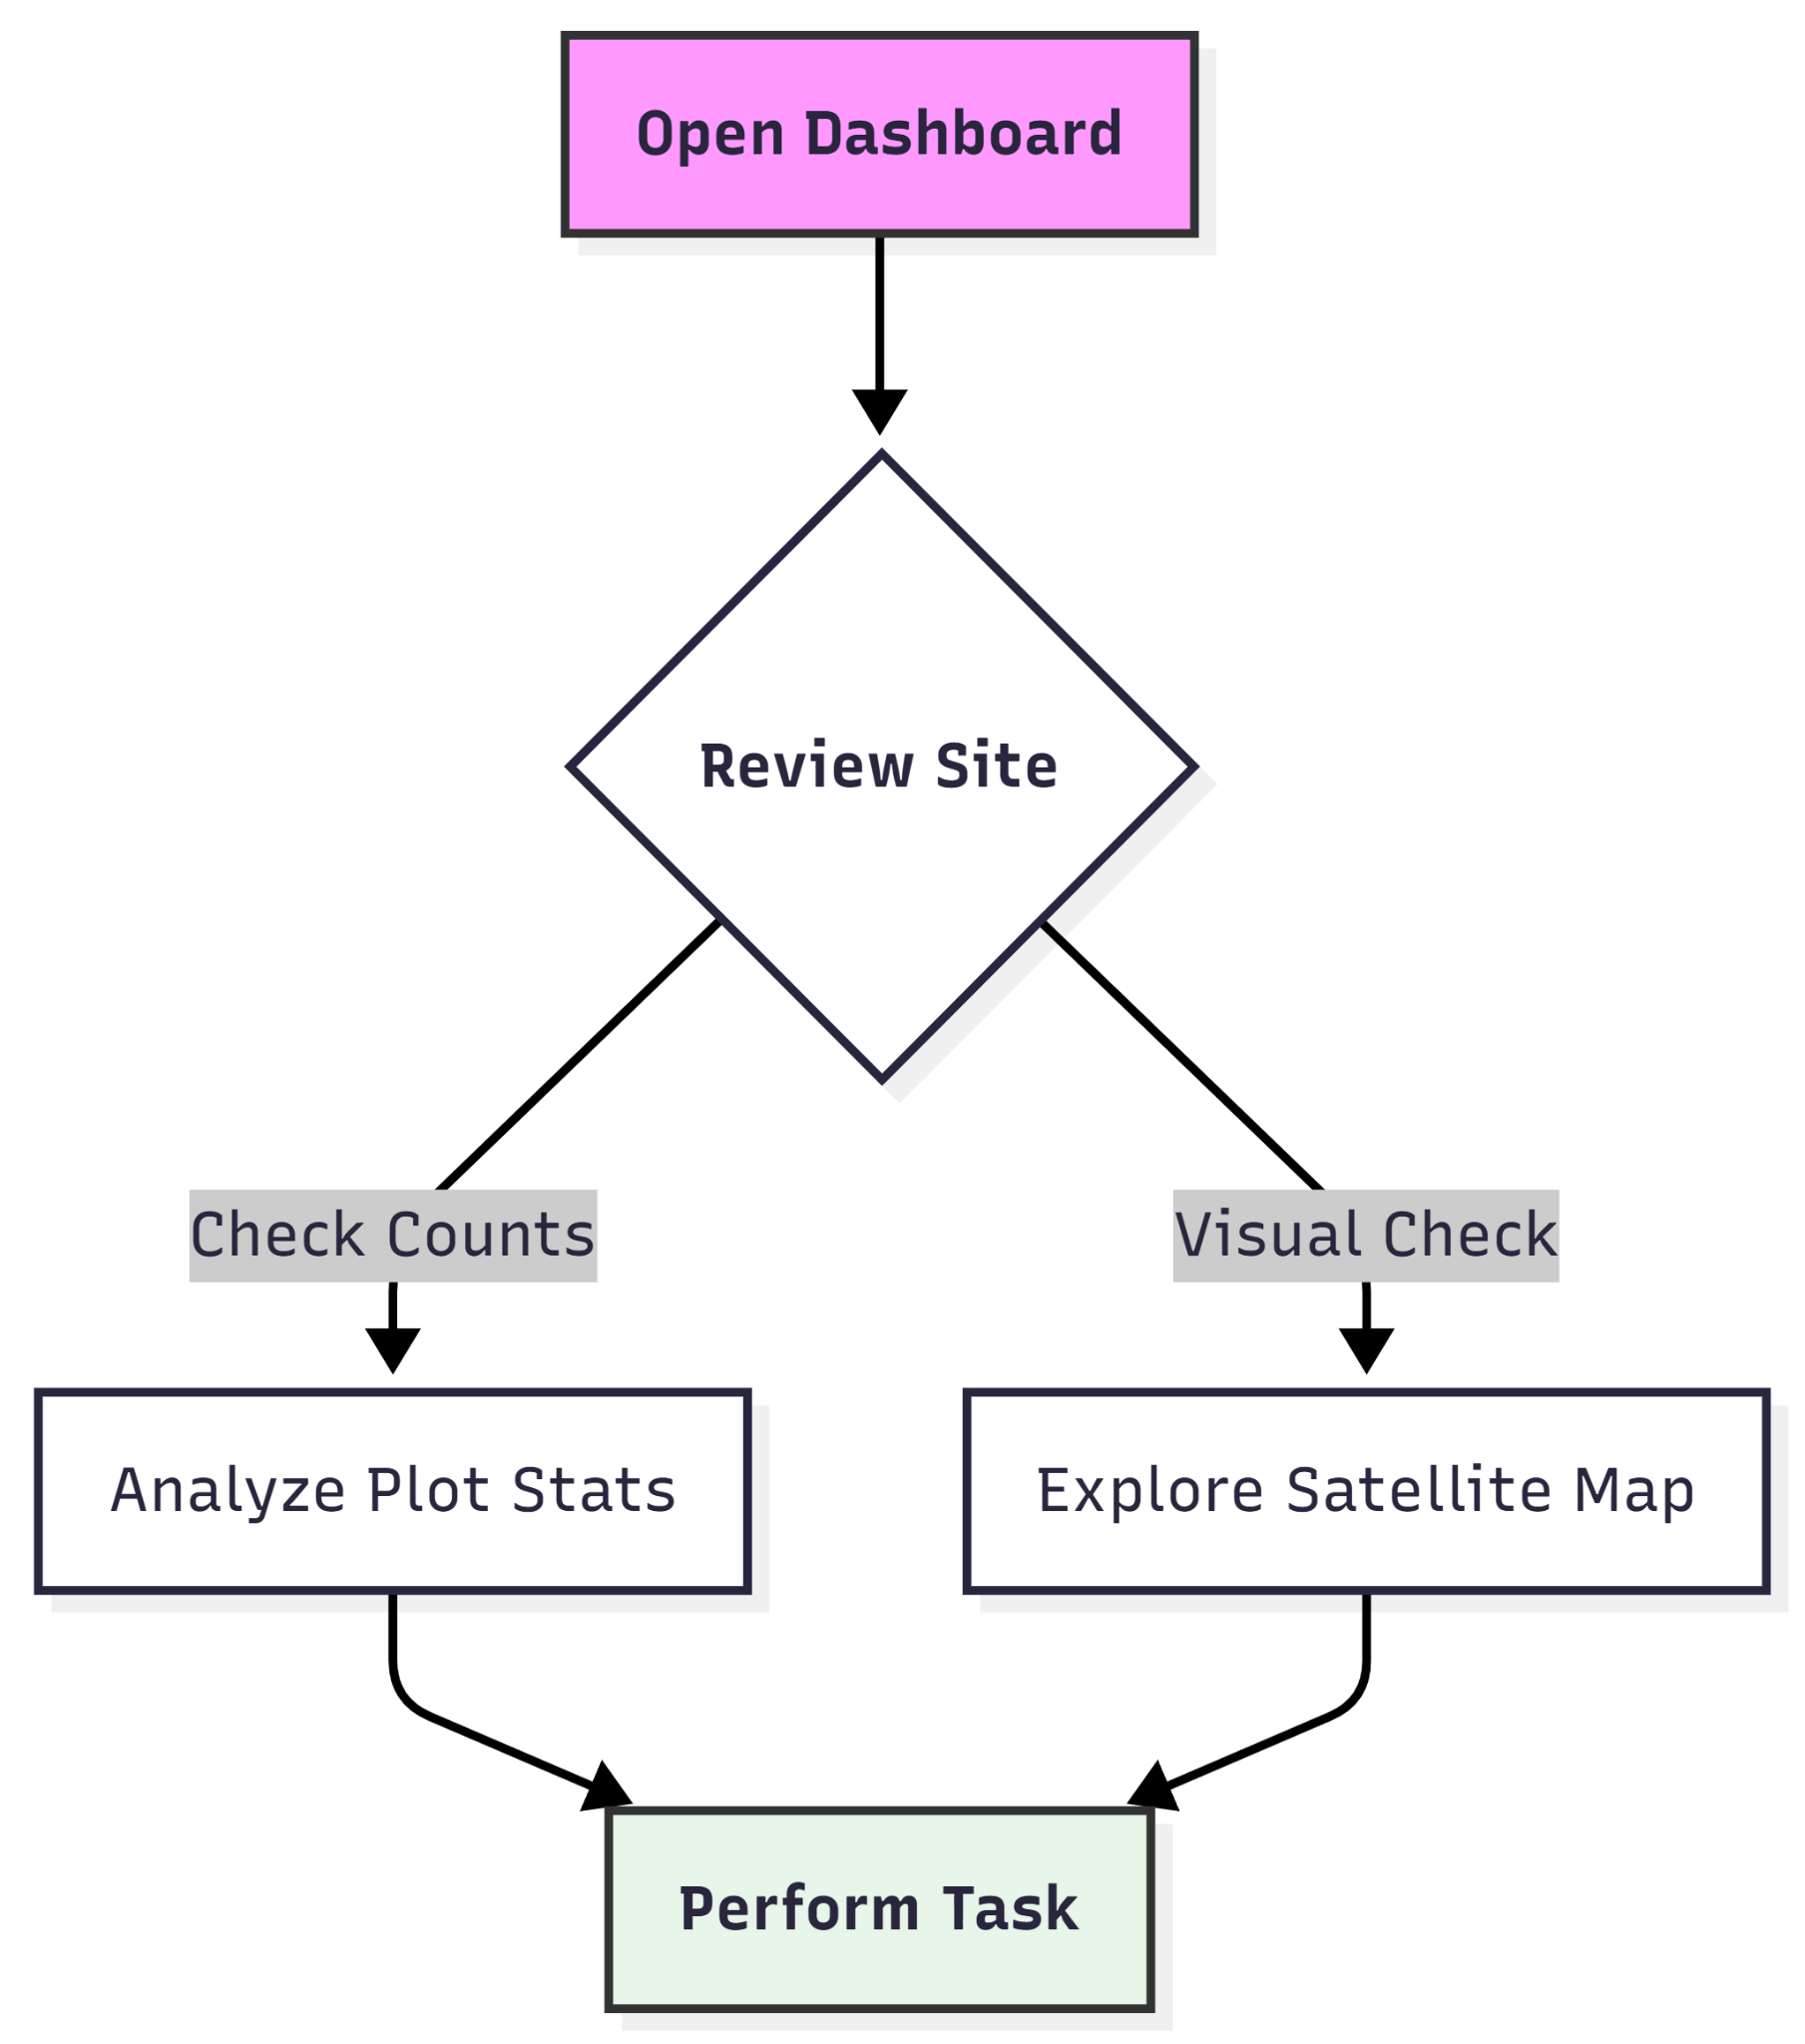 Open Dashboard
Review Site
Check Counts
Visual Check
Analyze Plot Stats
Explore Satellite Map
Perform Task